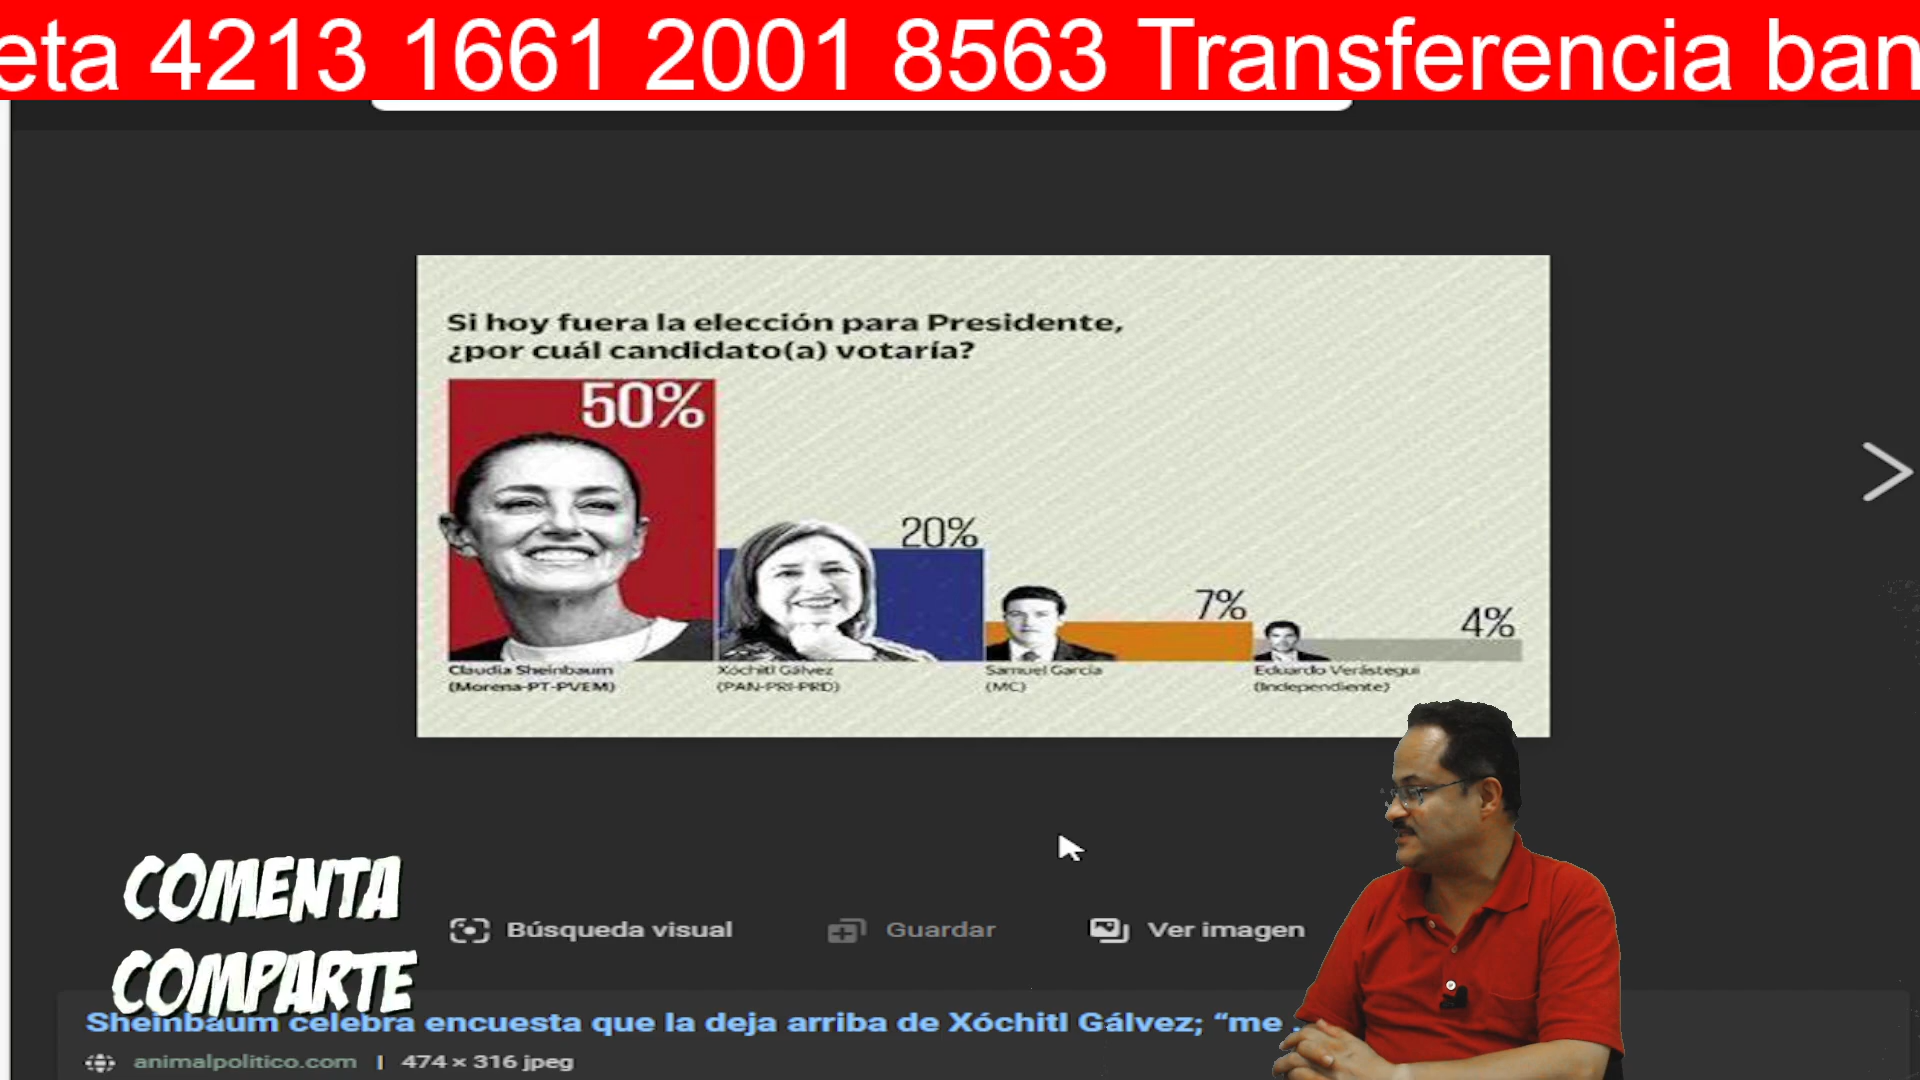 eta 4213 1661 2001 8563 Transferencia ban
Si hoy fuera la elección para Presidente,
¿por cuál candidato(a) votaría?
50%
20%
7%
4%
Claudia Sheinbaum
(Morena-PT-PVEM)
Xóchitl Gálvez
(PAN-PRI-PRD)
Samuel García
(MC)
Eduardo Verástegui
(Independiente)
COMENTA
COMPARTE
Búsqueda visual
Guardar
Ver imagen
Sheinbaum celebra encuesta que la deja arriba de Xóchitl Gálvez; “me ..
animalpolitico.com | 474 × 316 jpeg